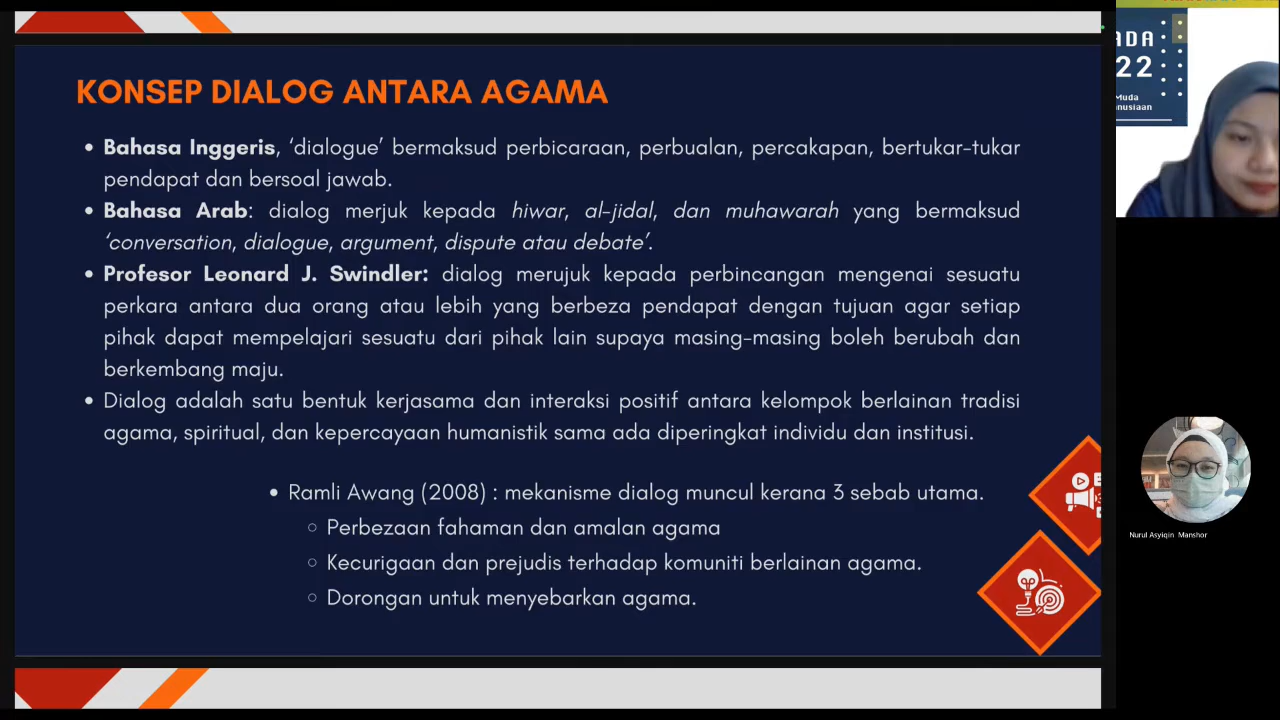 KONSEP DIALOG ANTARA AGAMA
Bahasa Inggeris, ‘dialogue’ bermaksud perbicaraan, perbualan, percakapan, bertukar-tukar
pendapat dan bersoal jawab.
Bahasa Arab: dialog merjuk kepada hiwar, al-jidal, dan muhawarah yang bermaksud
‘conversation, dialogue, argument, dispute atau debate’.
Profesor Leonard J. Swindler: dialog merujuk kepada perbincangan mengenai sesuatu
perkara antara dua orang atau lebih yang berbeza pendapat dengan tujuan agar setiap
pihak dapat mempelajari sesuatu dari pihak lain supaya masing-masing boleh berubah dan
berkembang maju.
Dialog adalah satu bentuk kerjasama dan interaksi positif antara kelompok berlainan tradisi
agama, spiritual, dan kepercayaan humanistik sama ada diperingkat individu dan institusi.
Ramli Awang (2008) : mekanisme dialog muncul kerana 3 sebab utama.
Perbezaan fahaman dan amalan agama
Kecurigaan dan prejudis terhadap komuniti berlainan agama.
Dorongan untuk menyebarkan agama.
ADA
22
Muda
nusiaan
Nurul Asyiqin Manshor